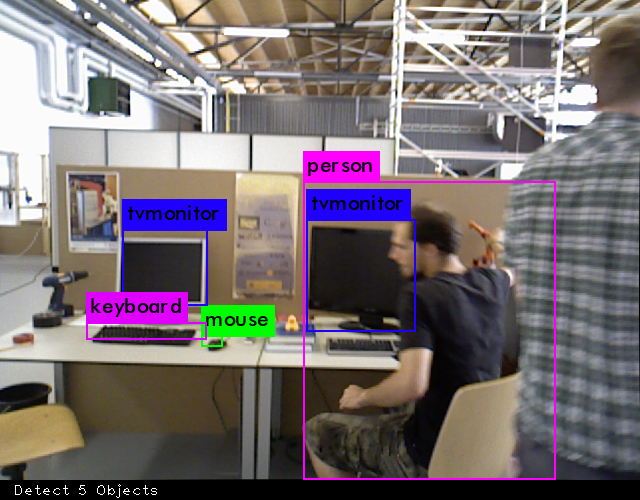 person
tvmonitor
tvmonitor
keyboard
mouse
Detect 5 Objects